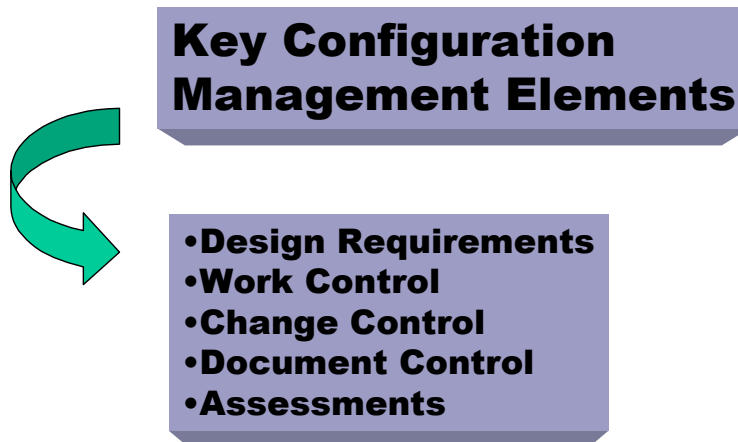 Key Configuration
Management Elements
•Design Requirements
•Work Control
•Change Control
•Document Control
•Assessments